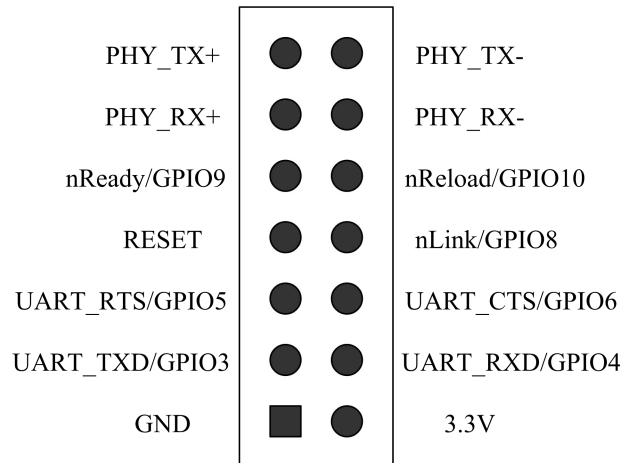 PHY_TX+ PHY_TX-
PHY_RX+ PHY_RX-
nReady/GPIO9 nReload/GPIO10
RESET nLink/GPIO8
UART_RTS/GPIO5 UART_CTS/GPIO6
UART_TXD/GPIO3 UART_RXD/GPIO4
GND 3.3V